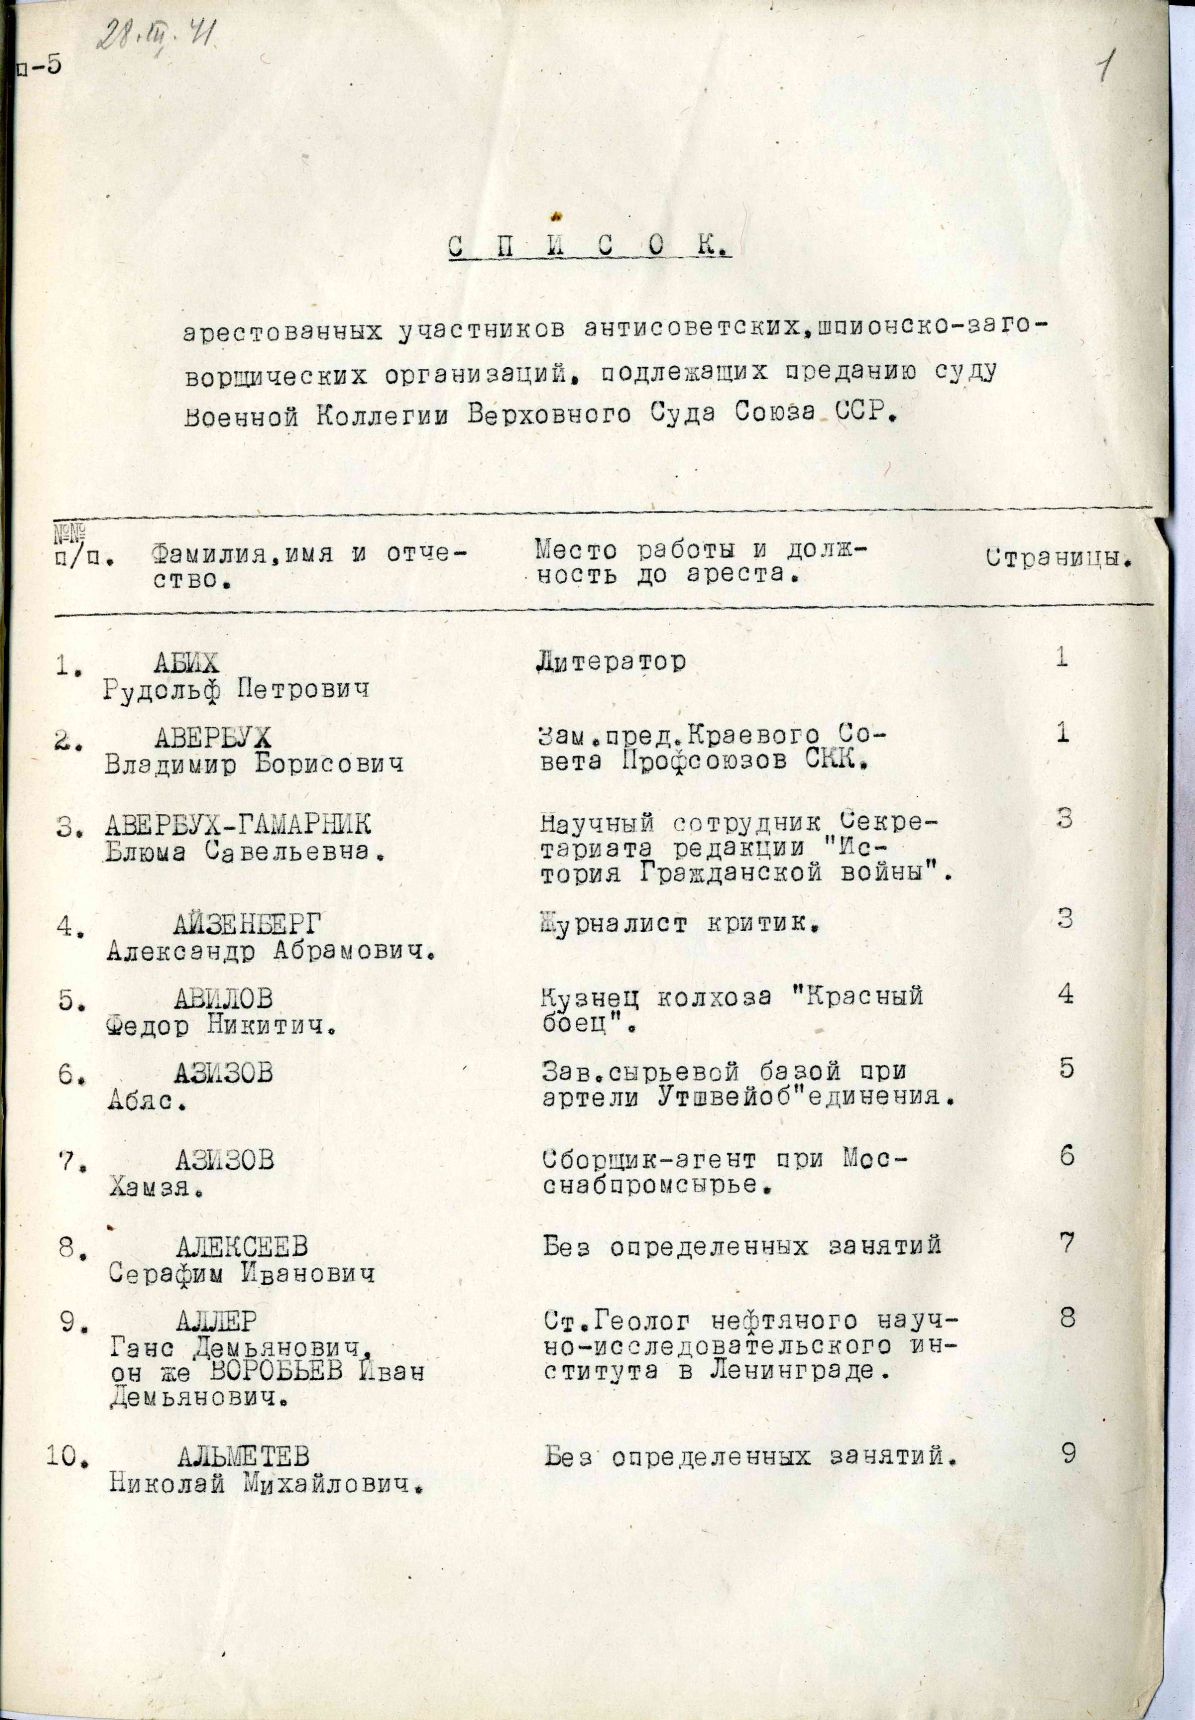 28.III.41
п-5
1
С П И С О К.
арестованных участников антисоветских,шпионско-заго-
ворщических организаций, подлежащих преданию суду
Военной Коллегии Верховного Суда Союза ССР.
№№
п/п. Фамилия,имя и отче- Место работы и долж- Страницы.
ство. ность до ареста.
1. АБИХ Литератор 1
Рудольф Петрович
2. АВЕРБУХ Зам.пред.Краевого Со- 1
Владимир Борисович вета Профсоюзов СКК.
3. АВЕРБУХ-ГАМАРНИК Научный сотрудник Секре- 3
Блюма Савельевна. тариата редакции "Ис-
тория Гражданской войны".
4. АЙЗЕНБЕРГ Журналист критик. 3
Александр Абрамович.
5. АВИЛОВ Кузнец колхоза "Красный 4
Федор Никитич. боец".
6. АЗИЗОВ Зав.сырьевой базой при 5
Абяс. артели Утшвейоб"единения.
7. АЗИЗОВ Сборщик-агент при Мос- 6
Хамзя. снабпромсырье.
8. АЛЕКСЕЕВ Без определенных занятий 7
Серафим Иванович
9. АЛЛЕР Ст.Геолог нефтяного науч- 8
Ганс Демьянович, но-исследовательского ин-
он же ВОРОБЬЕВ Иван ститута в Ленинграде.
Демьянович.
10. АЛЬМЕТЕВ Без определенных занятий. 9
Николай Михайлович.